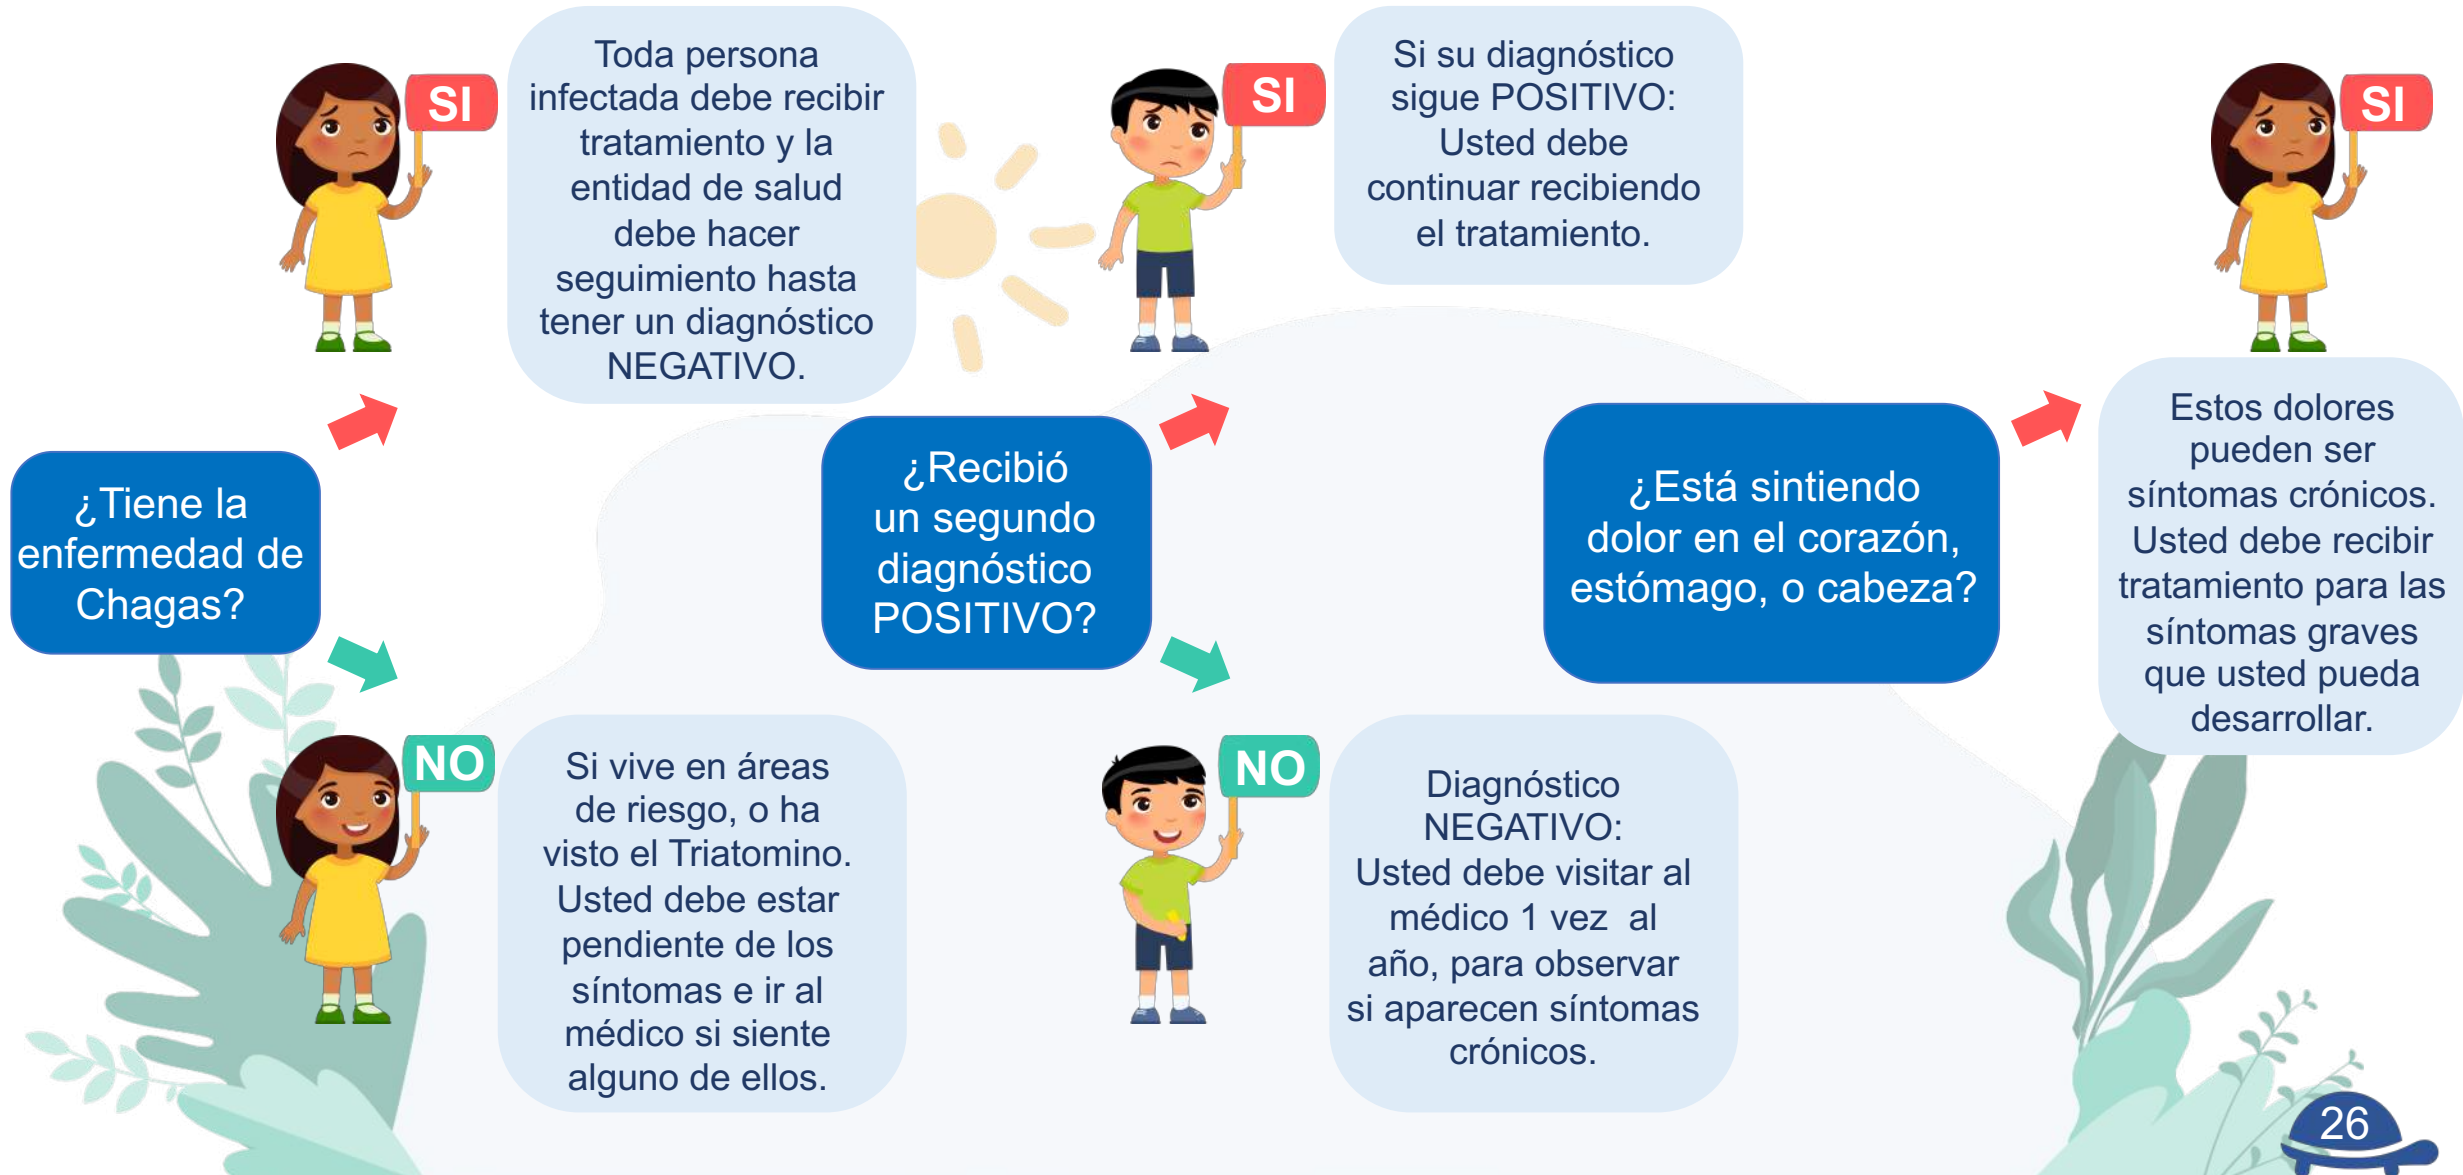 SI
Toda persona
infectada debe recibir
tratamiento y la
entidad de salud
debe hacer
seguimiento hasta
tener un diagnóstico
NEGATIVO.
¿Tiene la
enfermedad de
Chagas?
NO
Si vive en áreas
de riesgo, o ha
visto el Triatomino.
Usted debe estar
pendiente de los
síntomas e ir al
médico si siente
alguno de ellos.
SI
Si su diagnóstico
sigue POSITIVO:
Usted debe
continuar recibiendo
el tratamiento.
¿Recibió
un segundo
diagnóstico
POSITIVO?
NO
Diagnóstico
NEGATIVO:
Usted debe visitar al
médico 1 vez  al
año, para observar
si aparecen síntomas
crónicos.
¿Está sintiendo
dolor en el corazón,
estómago, o cabeza?
SI
Estos dolores
pueden ser
síntomas crónicos.
Usted debe recibir
tratamiento para las
síntomas graves
que usted pueda
desarrollar.
26